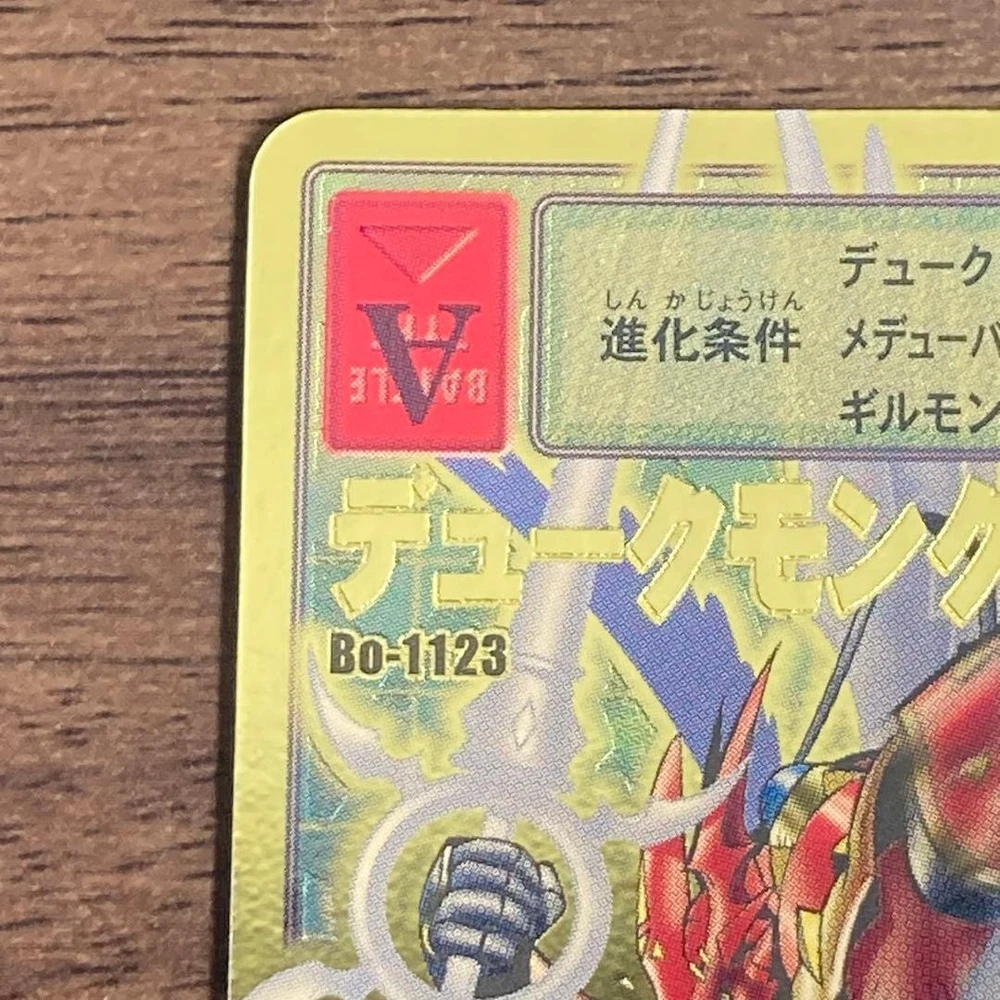 デューク
しんかじょうけん
進化条件 メデューハ
ギルモン
A
BATTLE
デュークモンク
Bo-1123